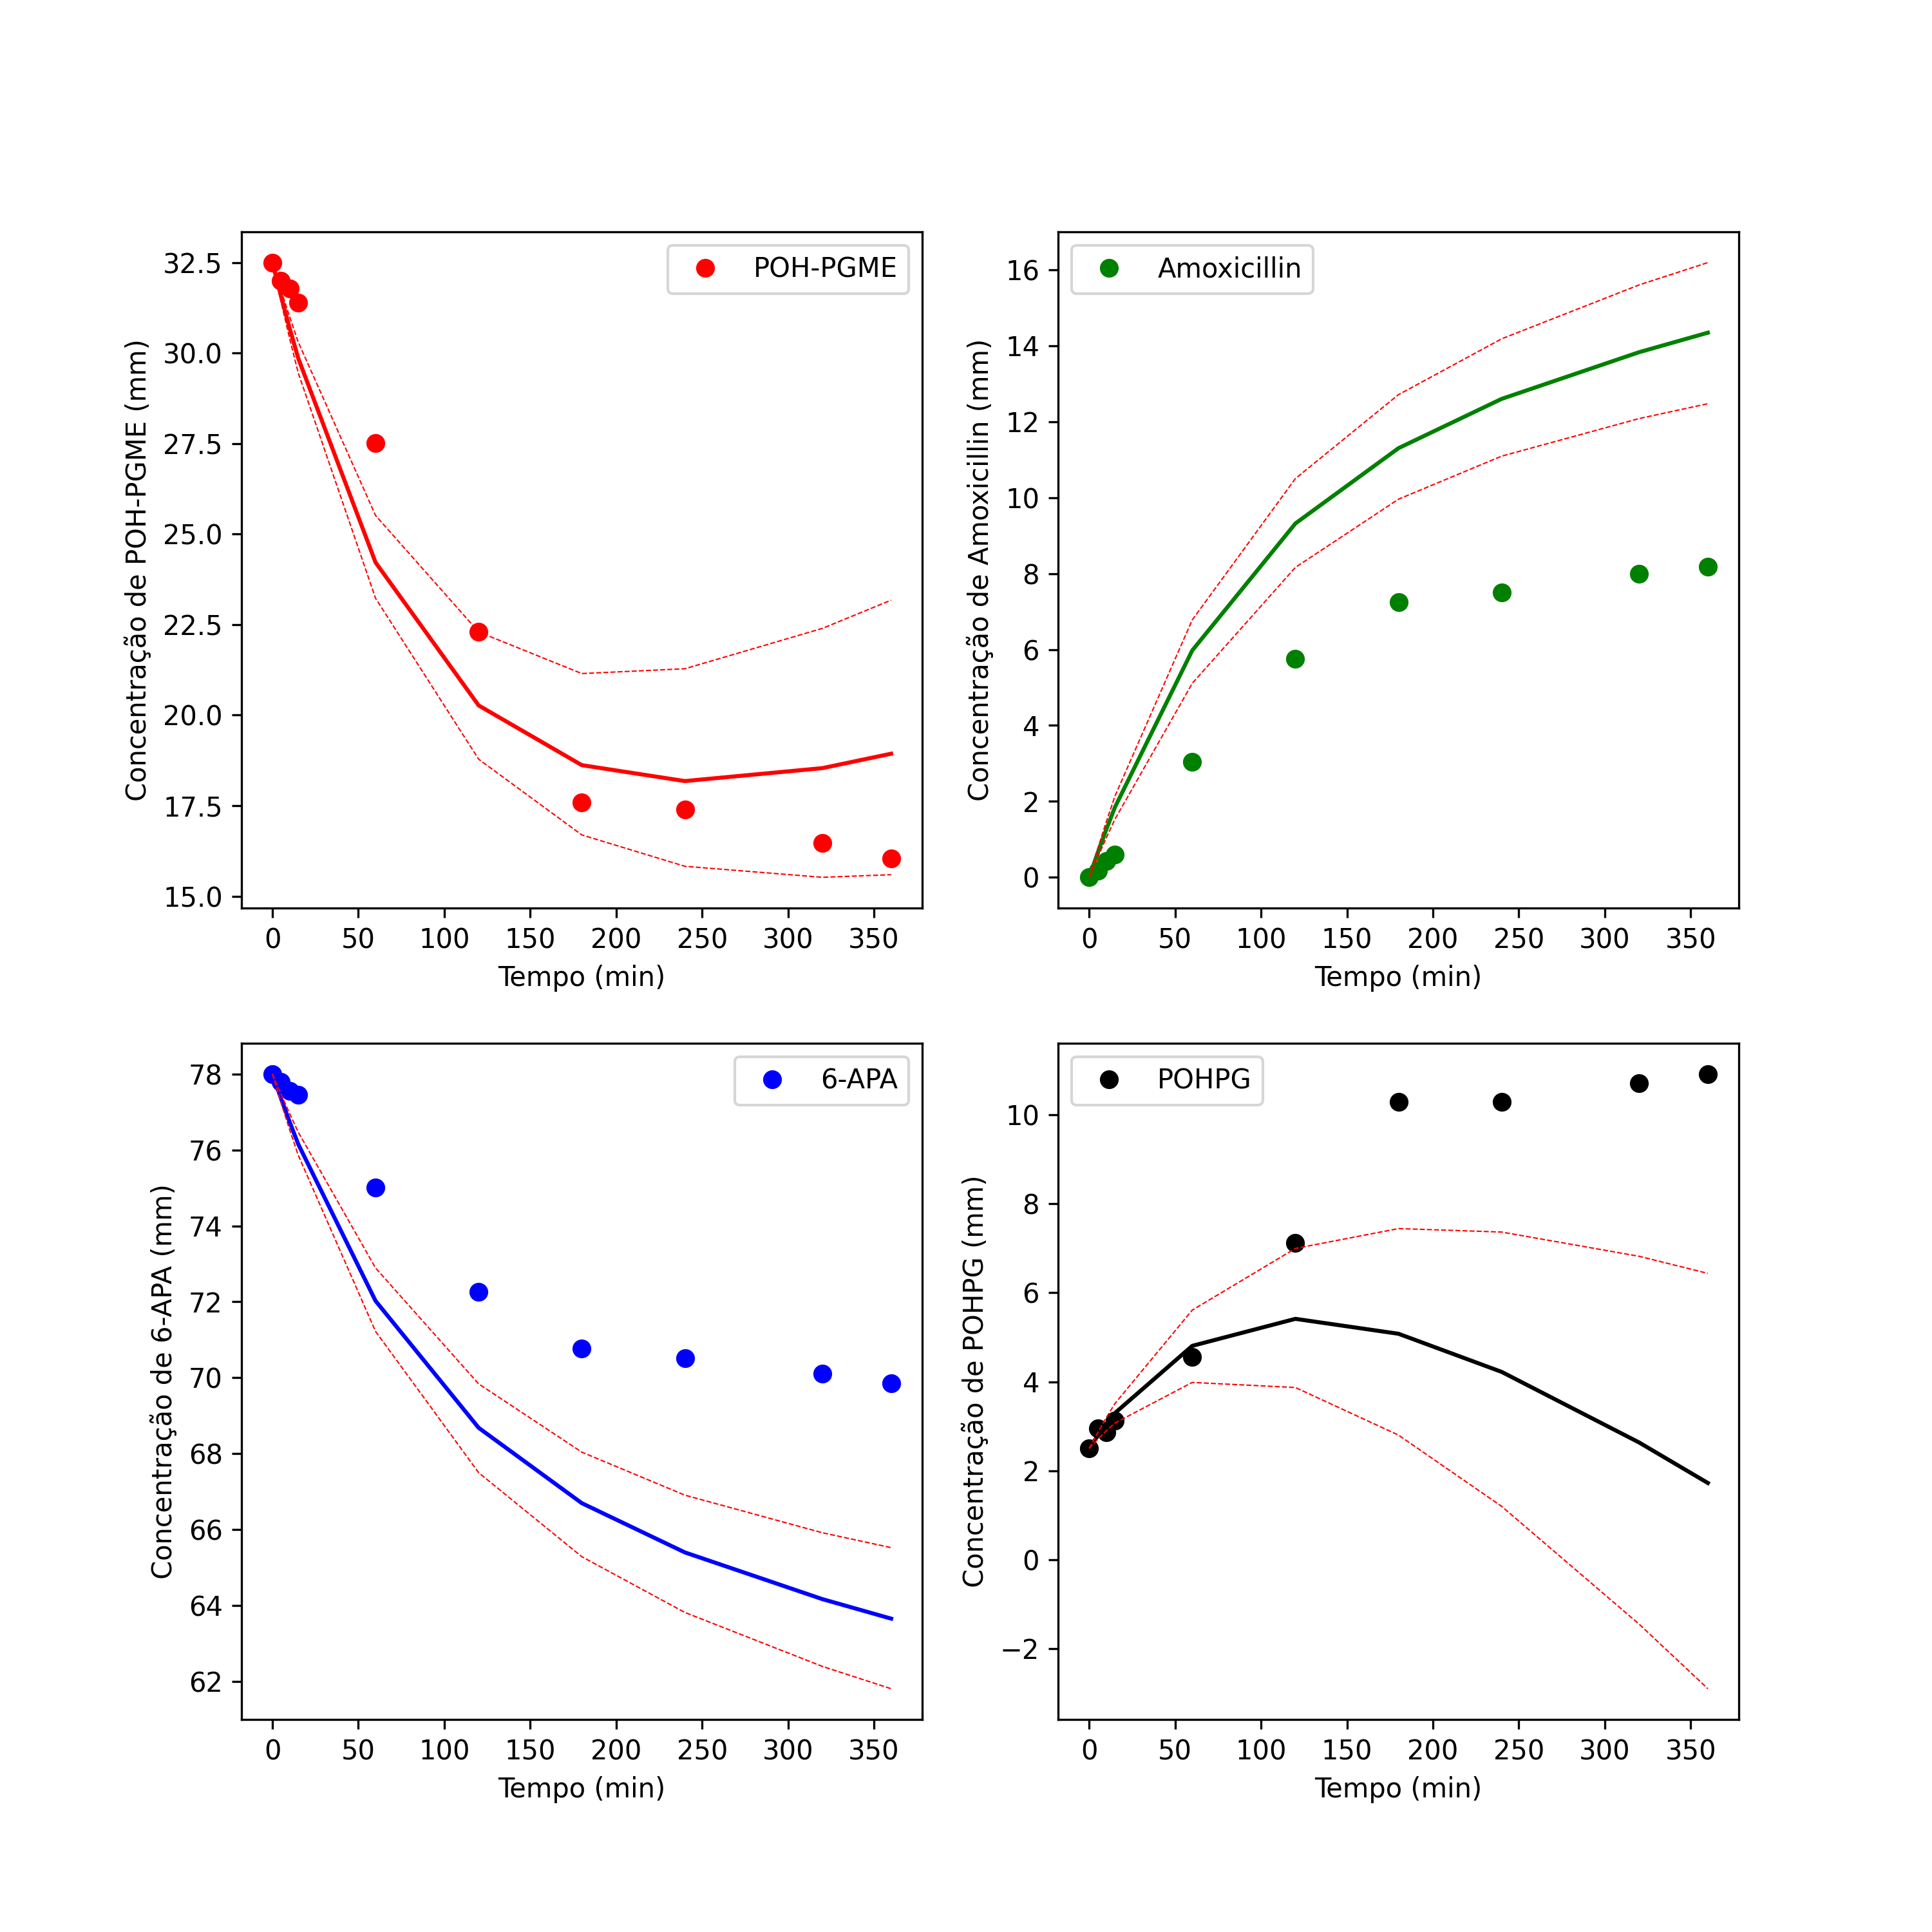 POH-PGME
32.5
30.0
27.5
25.0
22.5
20.0
17.5
15.0
Concentração de POH-PGME (mm)
0 50 100 150 200 250 300 350
Tempo (min)
Amoxicillin
16
14
12
10
8
6
4
2
0
Concentração de Amoxicillin (mm)
0 50 100 150 200 250 300 350
Tempo (min)
6-APA
78
76
74
72
70
68
66
64
62
Concentração de 6-APA (mm)
0 50 100 150 200 250 300 350
Tempo (min)
POHPG
10
8
6
4
2
0
−2
Concentração de POHPG (mm)
0 50 100 150 200 250 300 350
Tempo (min)